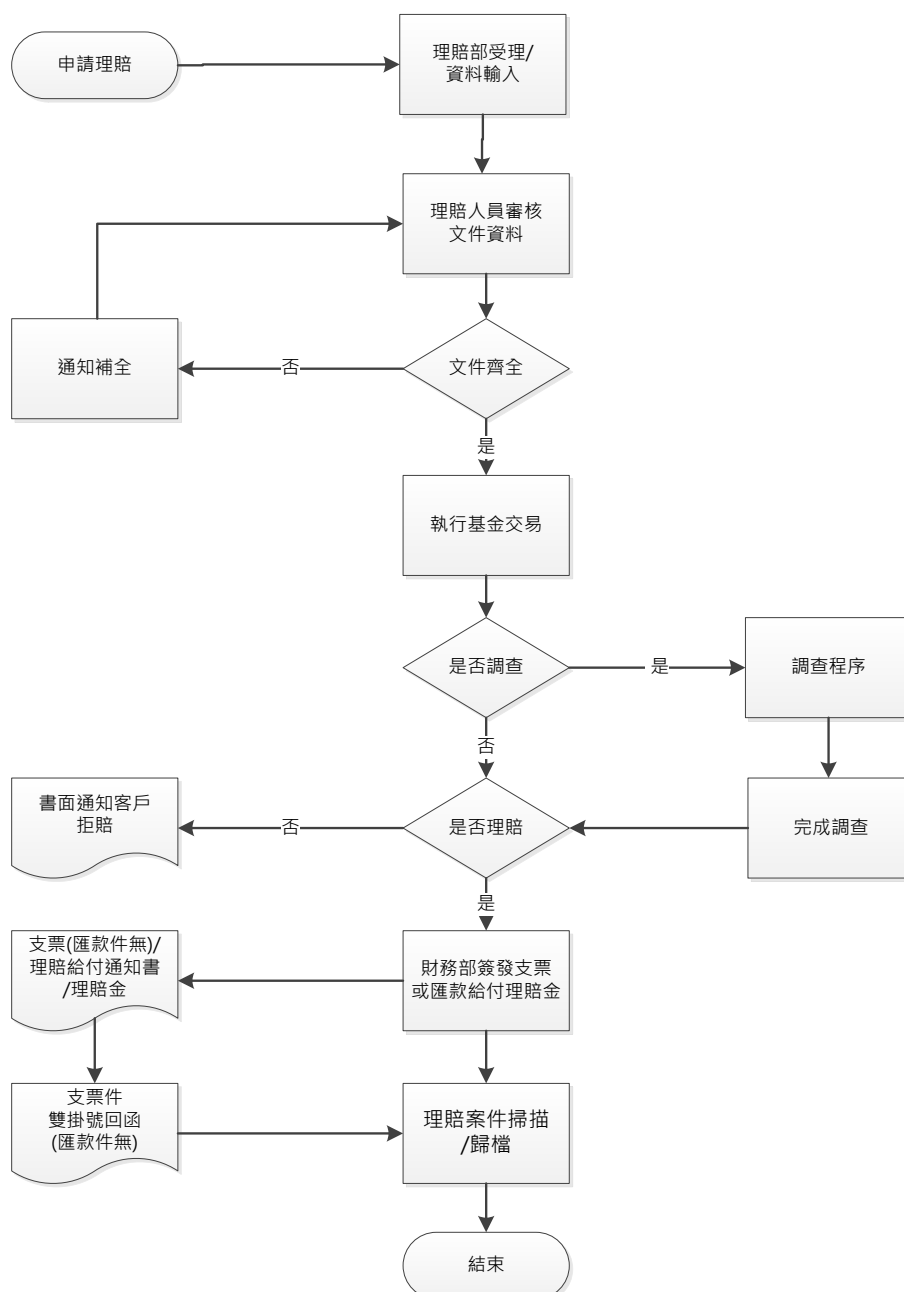 申請理賠
理賠部受理/
資料輸入
理賠人員審核
文件資料
通知補全
否
文件齊全
是
執行基金交易
是否調查
是
調查程序
否
書面通知客戶
拒賠
否
是否理賠
完成調查
是
支票(匯款件無)/
理賠給付通知書
/理賠金
財務部簽發支票
或匯款給付理賠金
支票件
雙掛號回函
(匯款件無)
理賠案件掃描
/歸檔
結束